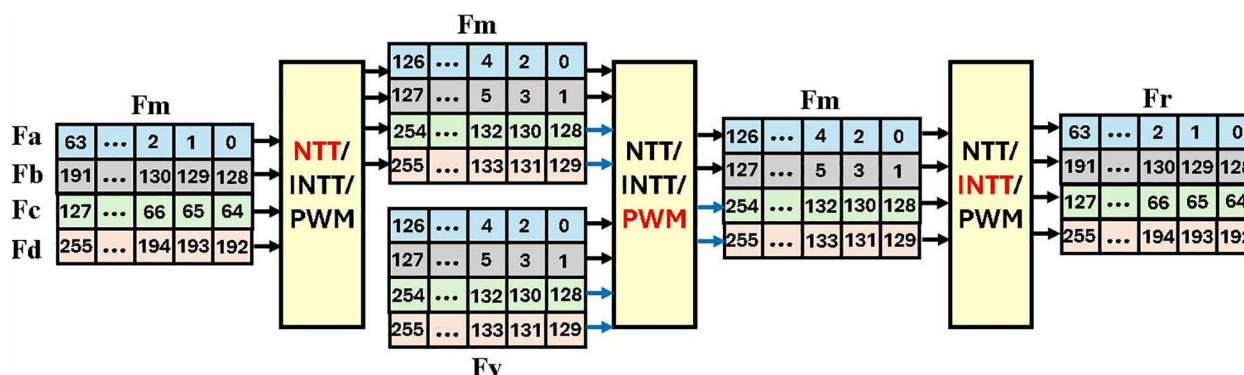 Fm
Fa 63 ... 2 1 0
Fb 191 ... 130 129 128
Fc 127 ... 66 65 64
Fd 255 ... 194 193 192
NTT/
INTT/
PWM
Fm
126 ... 4 2 0
127 ... 5 3 1
254 ... 132 130 128
255 ... 133 131 129
126 ... 4 2 0
127 ... 5 3 1
254 ... 132 130 128
255 ... 133 131 129
Fv
NTT/
INTT/
PWM
Fm
126 ... 4 2 0
127 ... 5 3 1
254 ... 132 130 128
255 ... 133 131 129
NTT/
INTT/
PWM
Fr
63 ... 2 1 0
191 ... 130 129 128
127 ... 66 65 64
255 ... 194 193 192